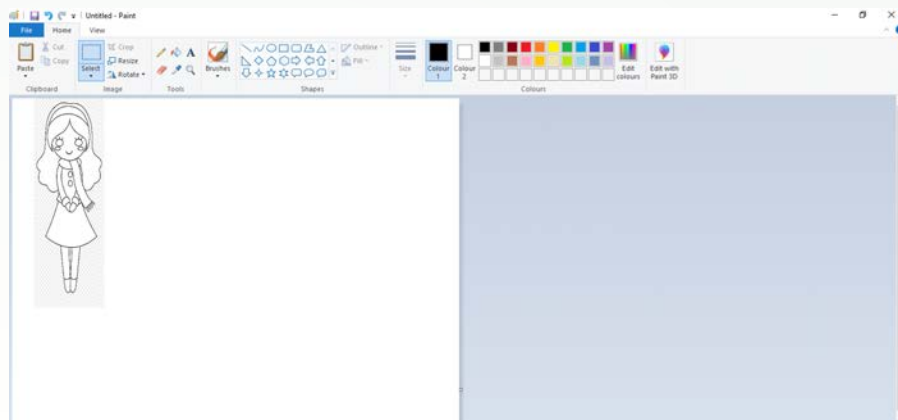 Untitled - Paint
File Home View
Paste
Cut
Copy
Clipboard
Select
Crop
Resize
Rotate
Image
A
Tools
Brushes
Shapes
Outline
Fill
Size
Colour
1
Colour
2
Colours
Edit
colours
Edit with
Paint 3D